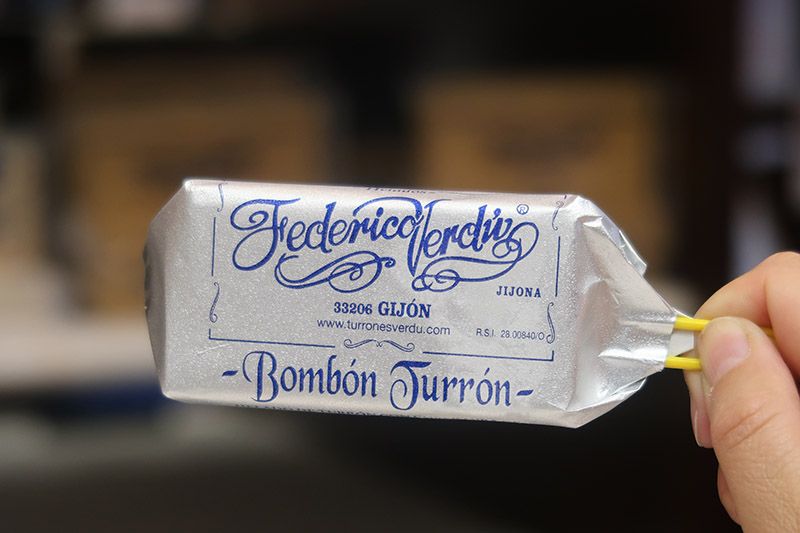 Federico Verdú®
JIJONA
33206 GIJÓN
www.turronesverdu.com
R.S.I. 28.00840/O
-Bombón Turrón-